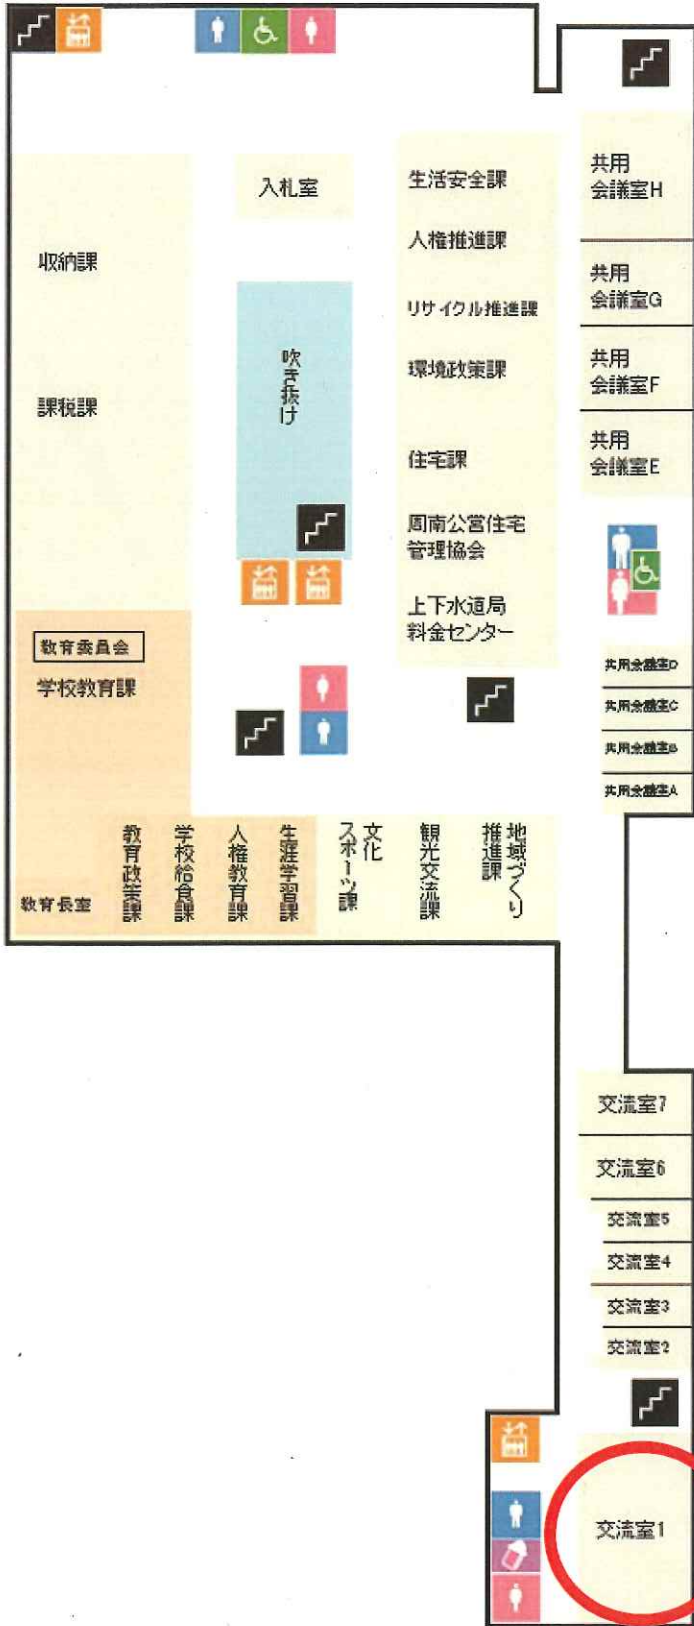 入札室
生活安全課
共用
会議室H
人権推進課
収納課
リサイクル推進課
共用
会議室G
吹き抜け
環境政策課
共用
会議室F
課税課
住宅課
共用
会議室E
周南公営住宅
管理協会
上下水道局
料金センター
教育委員会
学校教育課
共用会議室D
共用会議室C
共用会議室B
共用会議室A
教育長室
教育政策課
学校給食課
人権教育課
生涯学習課
文化
スポーツ課
観光交流課
地域づくり
推進課
交流室7
交流室6
交流室5
交流室4
交流室3
交流室2
交流室1